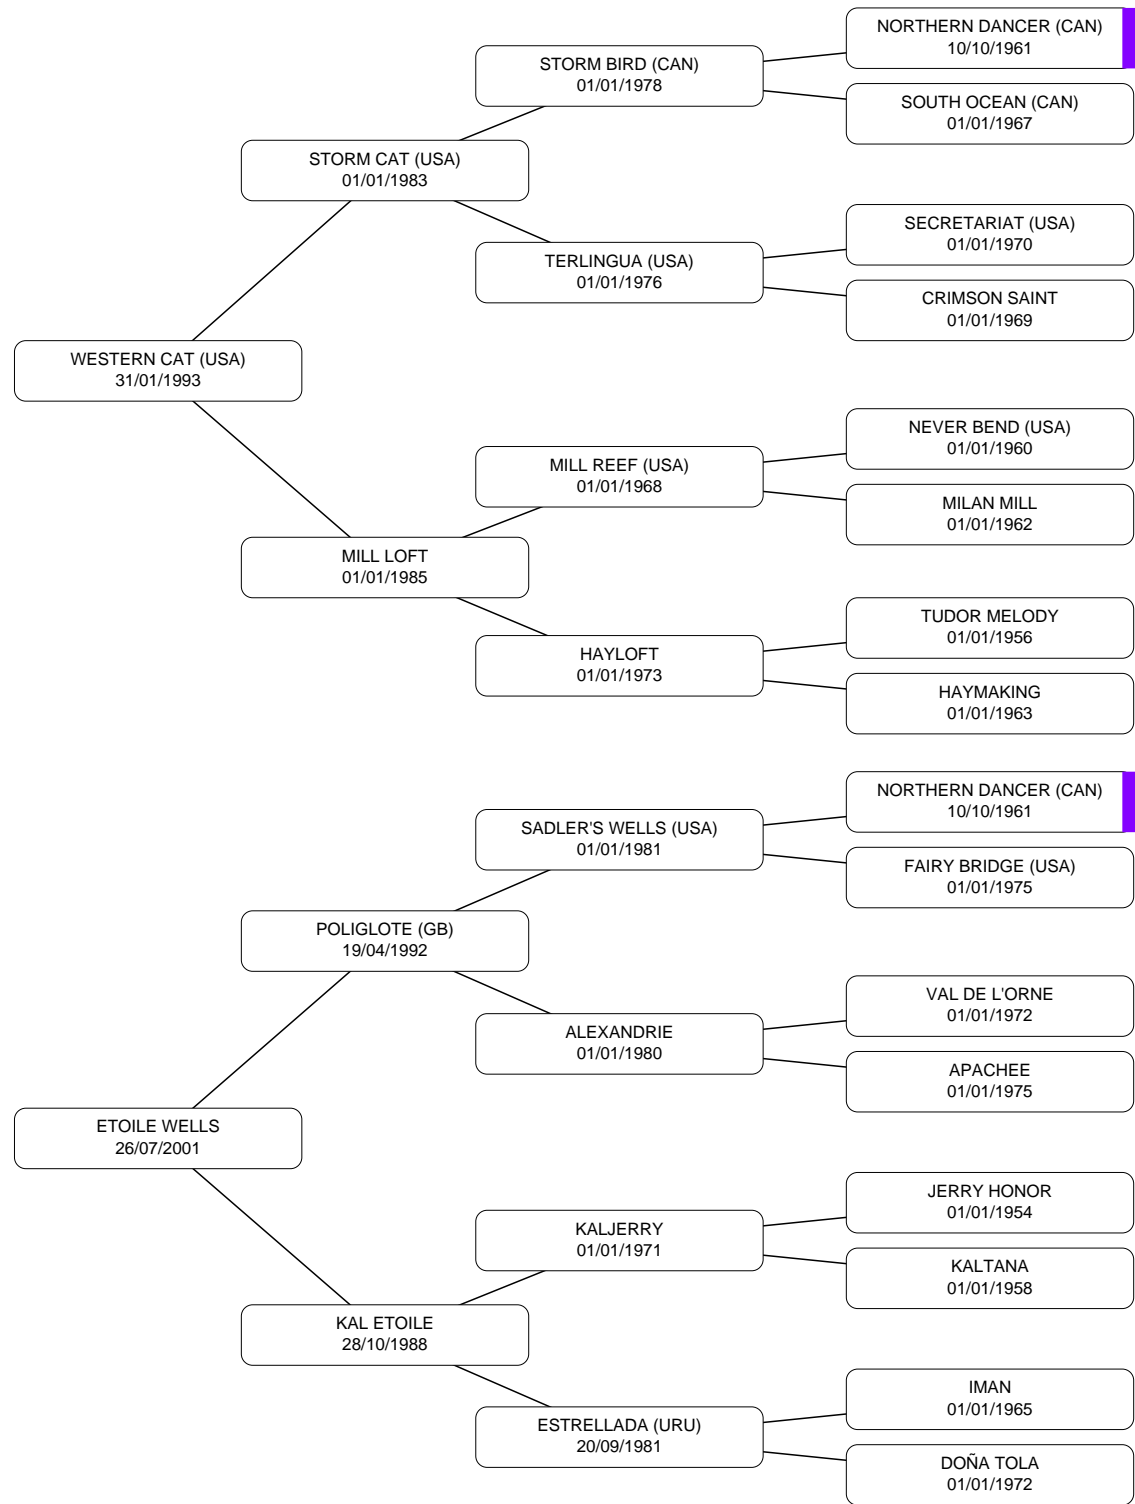 NORTHERN DANCER (CAN)
10/10/1961
STORM BIRD (CAN)
01/01/1978
SOUTH OCEAN (CAN)
01/01/1967
STORM CAT (USA)
01/01/1983
SECRETARIAT (USA)
01/01/1970
TERLINGUA (USA)
01/01/1976
CRIMSON SAINT
01/01/1969
WESTERN CAT (USA)
31/01/1993
NEVER BEND (USA)
01/01/1960
MILL REEF (USA)
01/01/1968
MILAN MILL
01/01/1962
MILL LOFT
01/01/1985
TUDOR MELODY
01/01/1956
HAYLOFT
01/01/1973
HAYMAKING
01/01/1963
NORTHERN DANCER (CAN)
10/10/1961
SADLER'S WELLS (USA)
01/01/1981
FAIRY BRIDGE (USA)
01/01/1975
POLIGLOTE (GB)
19/04/1992
VAL DE L'ORNE
01/01/1972
ALEXANDRIE
01/01/1980
APACHEE
01/01/1975
ETOILE WELLS
26/07/2001
JERRY HONOR
01/01/1954
KALJERRY
01/01/1971
KALTANA
01/01/1958
KAL ETOILE
28/10/1988
IMAN
01/01/1965
ESTRELLADA (URU)
20/09/1981
DOÑA TOLA
01/01/1972